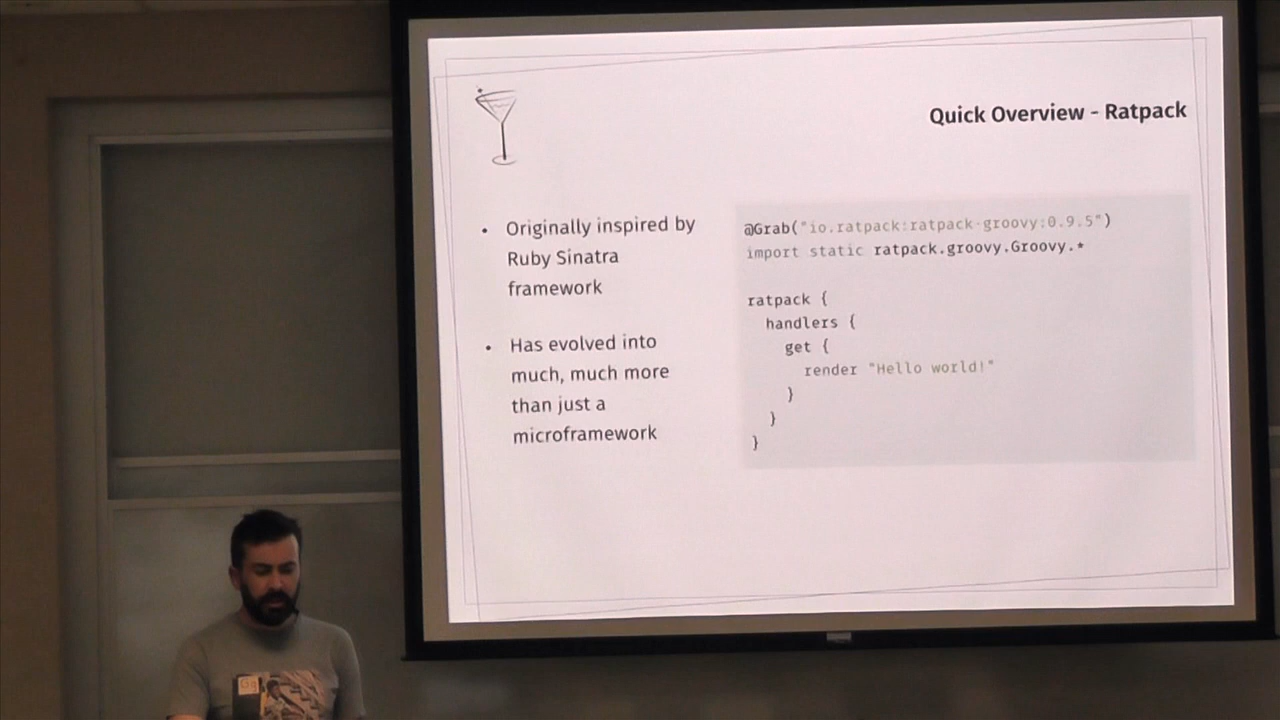 Quick Overview - Ratpack
• Originally inspired by
Ruby Sinatra
framework
• Has evolved into
much, much more
than just a
microframework
@Grab("io.ratpack:ratpack-groovy:0.9.5")
import static ratpack.groovy.Groovy.*
ratpack {
  handlers {
    get {
      render "Hello world!"
    }
  }
}